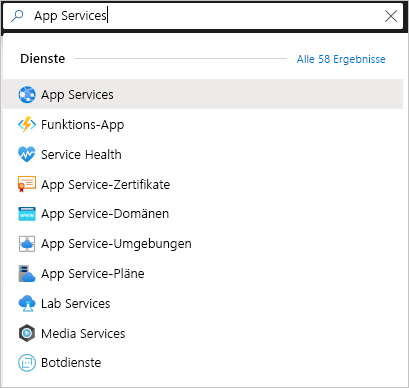 App Services
Dienste Alle 58 Ergebnisse
App Services
Funktions-App
Service Health
App Service-Zertifikate
www
App Service-Domänen
App Service-Umgebungen
App Service-Pläne
Lab Services
Media Services
Botdienste